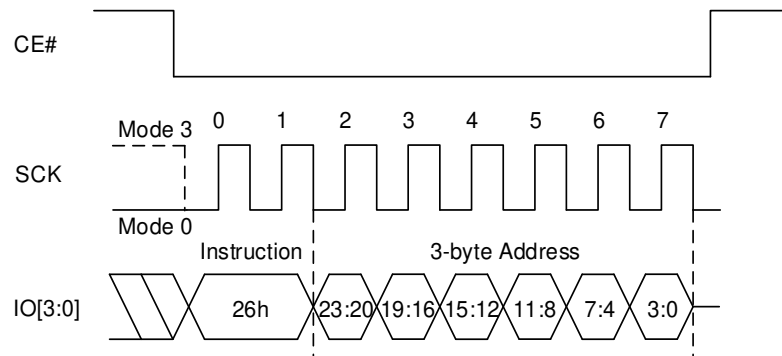 CE#
Mode 3
0 1 2 3 4 5 6 7
SCK
Mode 0
Instruction 3-byte Address
IO[3:0] 26h 23:20 19:16 15:12 11:8 7:4 3:0